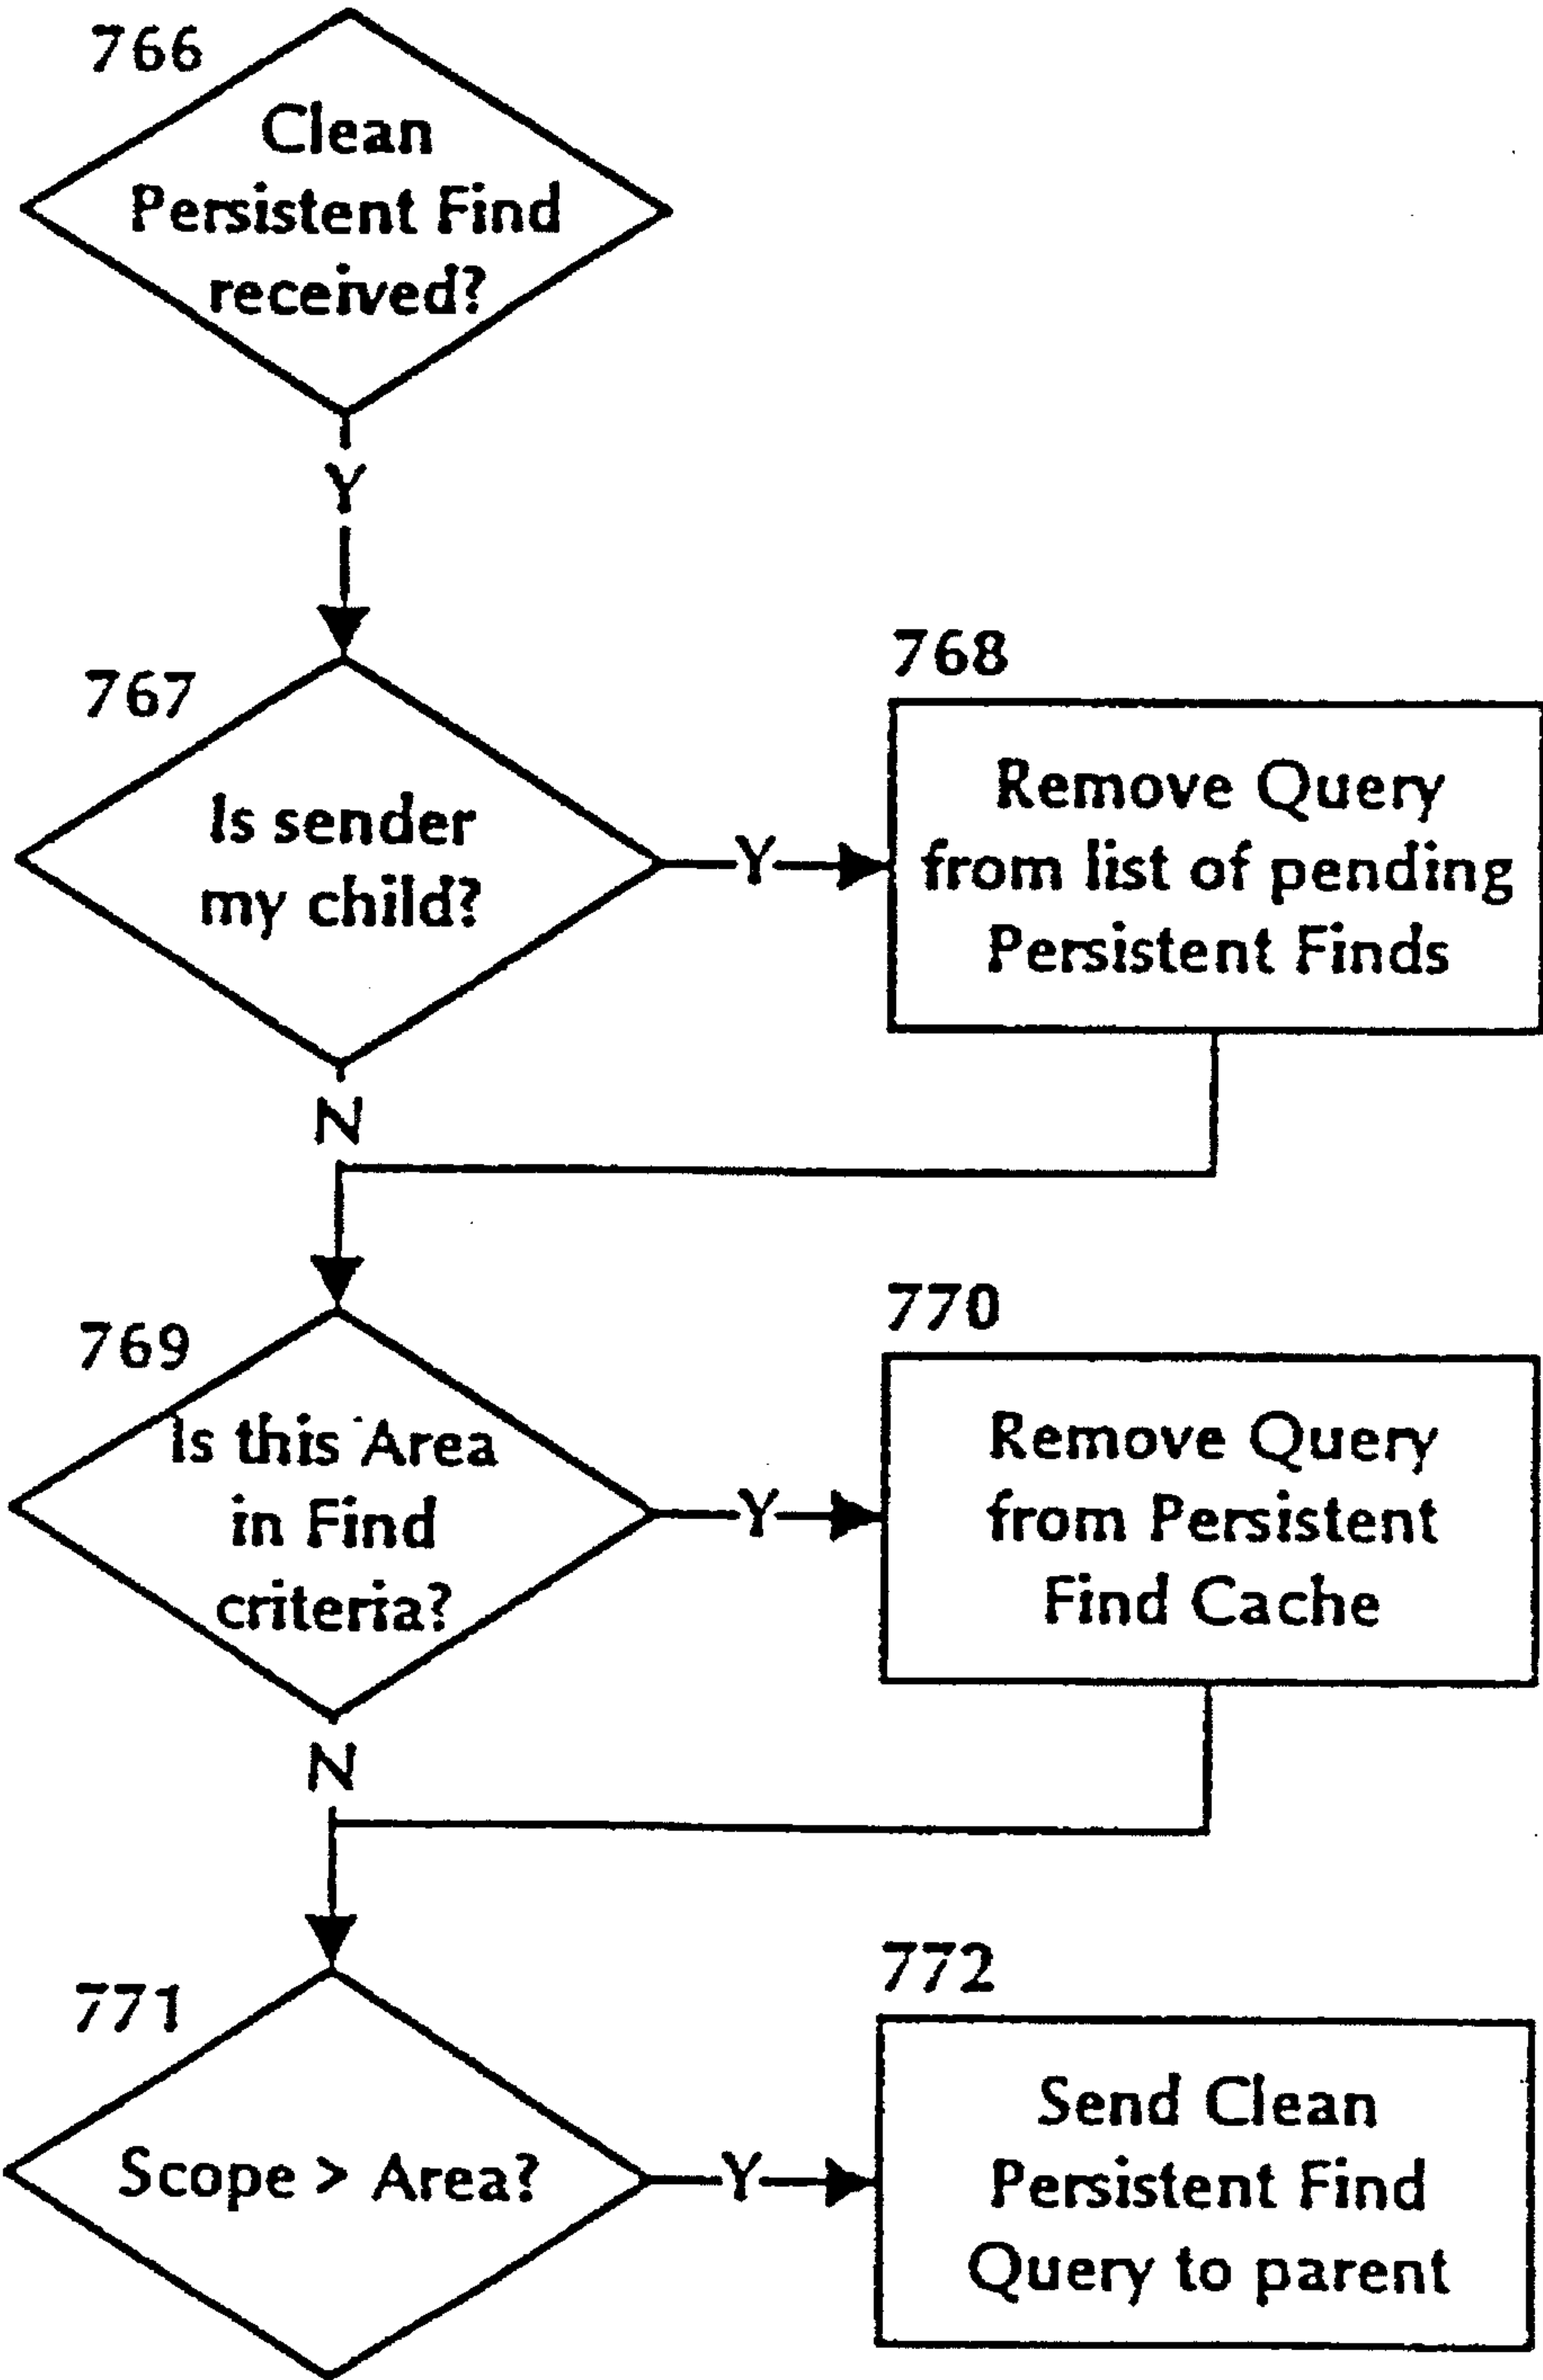 766
Clean
Persistent Find
received?
Y
767
Is sender
my child?
Y
768
Remove Query
from list of pending
Persistent Finds
N
769
Is this Area
in Find
criteria?
Y
770
Remove Query
from Persistent
Find Cache
N
771
Scope > Area?
Y
772
Send Clean
Persistent Find
Query to parent